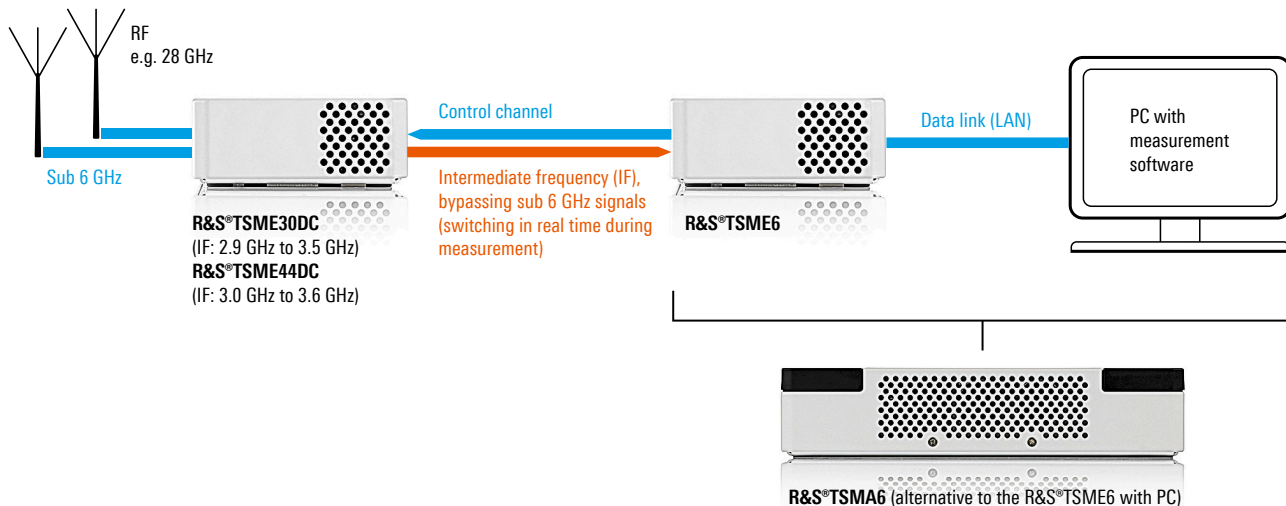 RF
e.g. 28 GHz
Sub 6 GHz
R&S®TSME30DC
(IF: 2.9 GHz to 3.5 GHz)
R&S®TSME44DC
(IF: 3.0 GHz to 3.6 GHz)
Control channel
Intermediate frequency (IF),
bypassing sub 6 GHz signals
(switching in real time during
measurement)
R&S®TSME6
Data link (LAN)
PC with
measurement
software
R&S®TSMA6 (alternative to the R&S®TSME6 with PC)